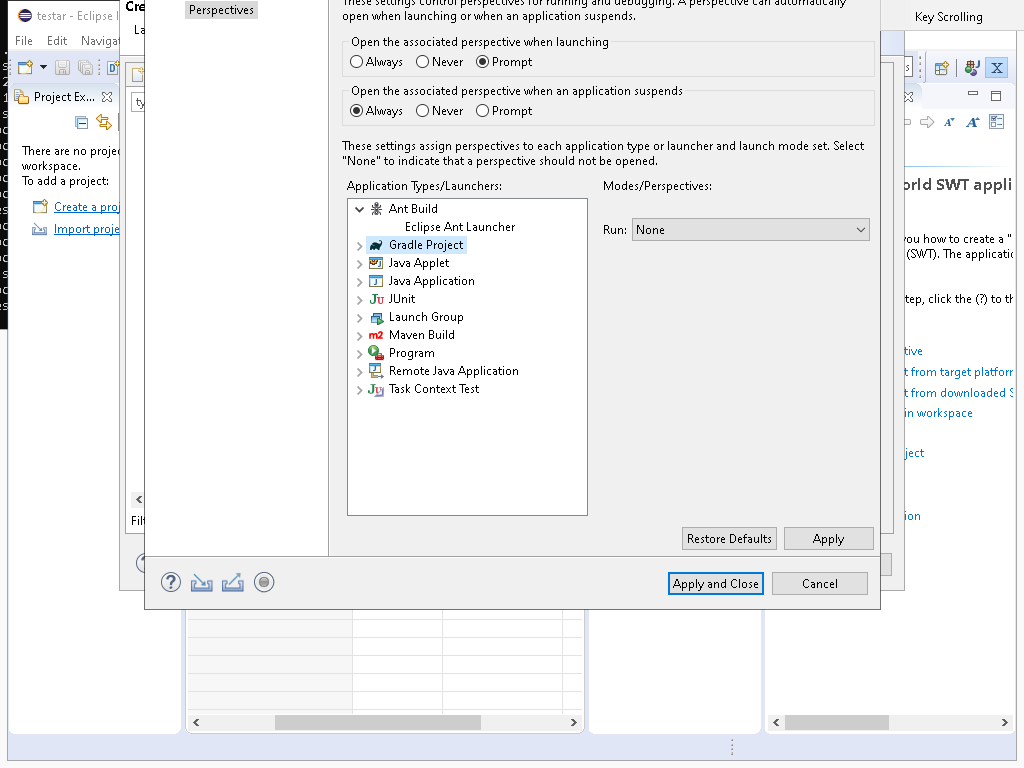 testar - Eclipse I
File Edit Navigat
Project Ex...
There are no proje
workspace.
To add a project:
Create a proj
Import proje
Cre
La
ty
Filt
Perspectives
These settings control perspectives for running and debugging. A perspective can automatically
open when launching or when an application suspends.
Open the associated perspective when launching
Always Never Prompt
Open the associated perspective when an application suspends
Always Never Prompt
These settings assign perspectives to each application type or launcher and launch mode set. Select
"None" to indicate that a perspective should not be opened.
Application Types/Launchers:
Modes/Perspectives:
Ant Build
Eclipse Ant Launcher
Gradle Project
Java Applet
Java Application
JUnit
Launch Group
Maven Build
Program
Remote Java Application
Task Context Test
Run: None
Restore Defaults Apply
Apply and Close Cancel
Key Scrolling
orld SWT appli
you how to create a "
(SWT). The applicatic
tep, click the (?) to th
tive
t from target platforr
t from downloaded S
in workspace
ject
ion